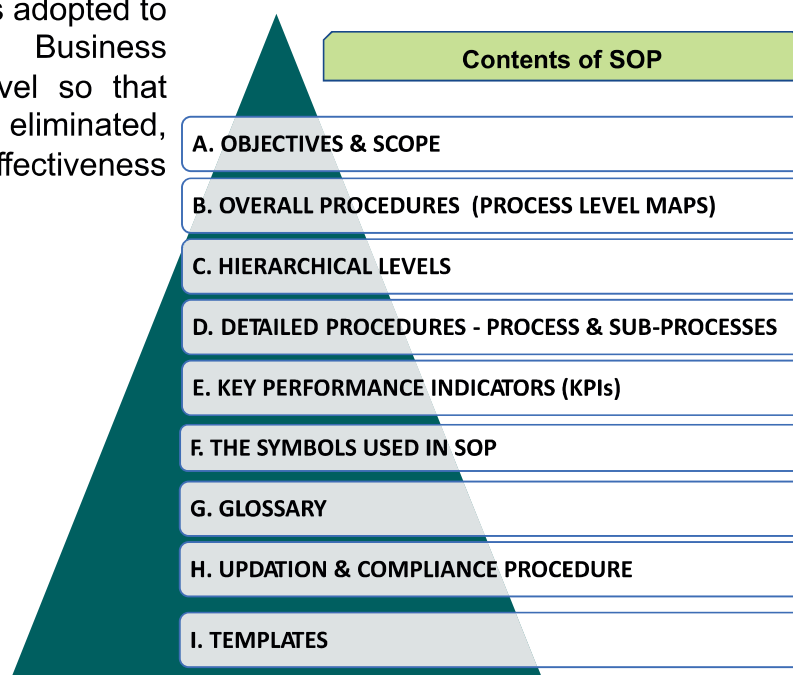 s adopted to
Business
vel so that
eliminated,
ffectiveness
Contents of SOP
A. OBJECTIVES & SCOPE
B. OVERALL PROCEDURES (PROCESS LEVEL MAPS)
C. HIERARCHICAL LEVELS
D. DETAILED PROCEDURES - PROCESS & SUB-PROCESSES
E. KEY PERFORMANCE INDICATORS (KPIs)
F. THE SYMBOLS USED IN SOP
G. GLOSSARY
H. UPDATION & COMPLIANCE PROCEDURE
I. TEMPLATES